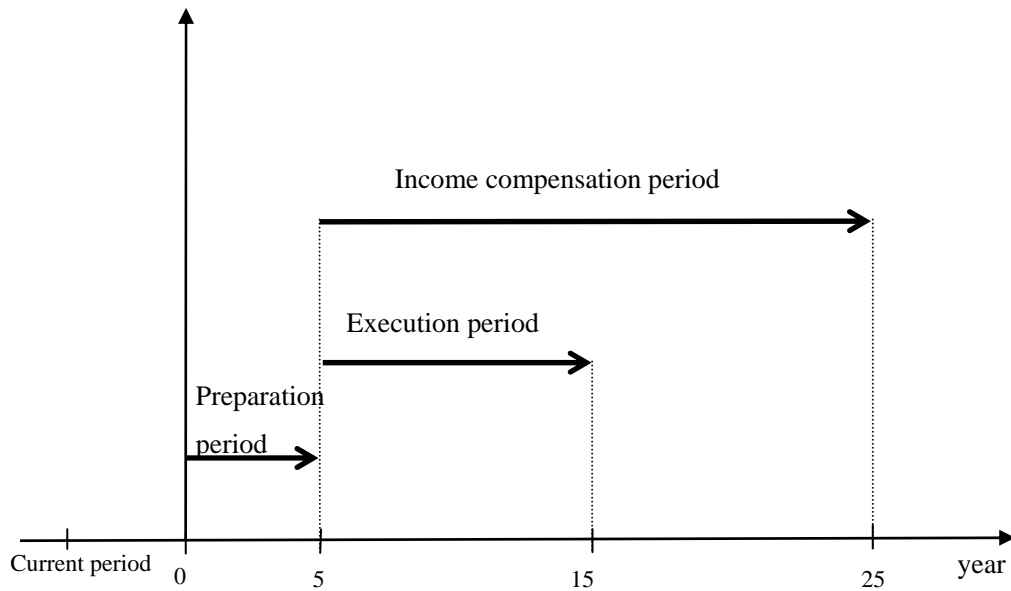 Income compensation period
Execution period
Preparation
period
Current period
0
5
15
25
year